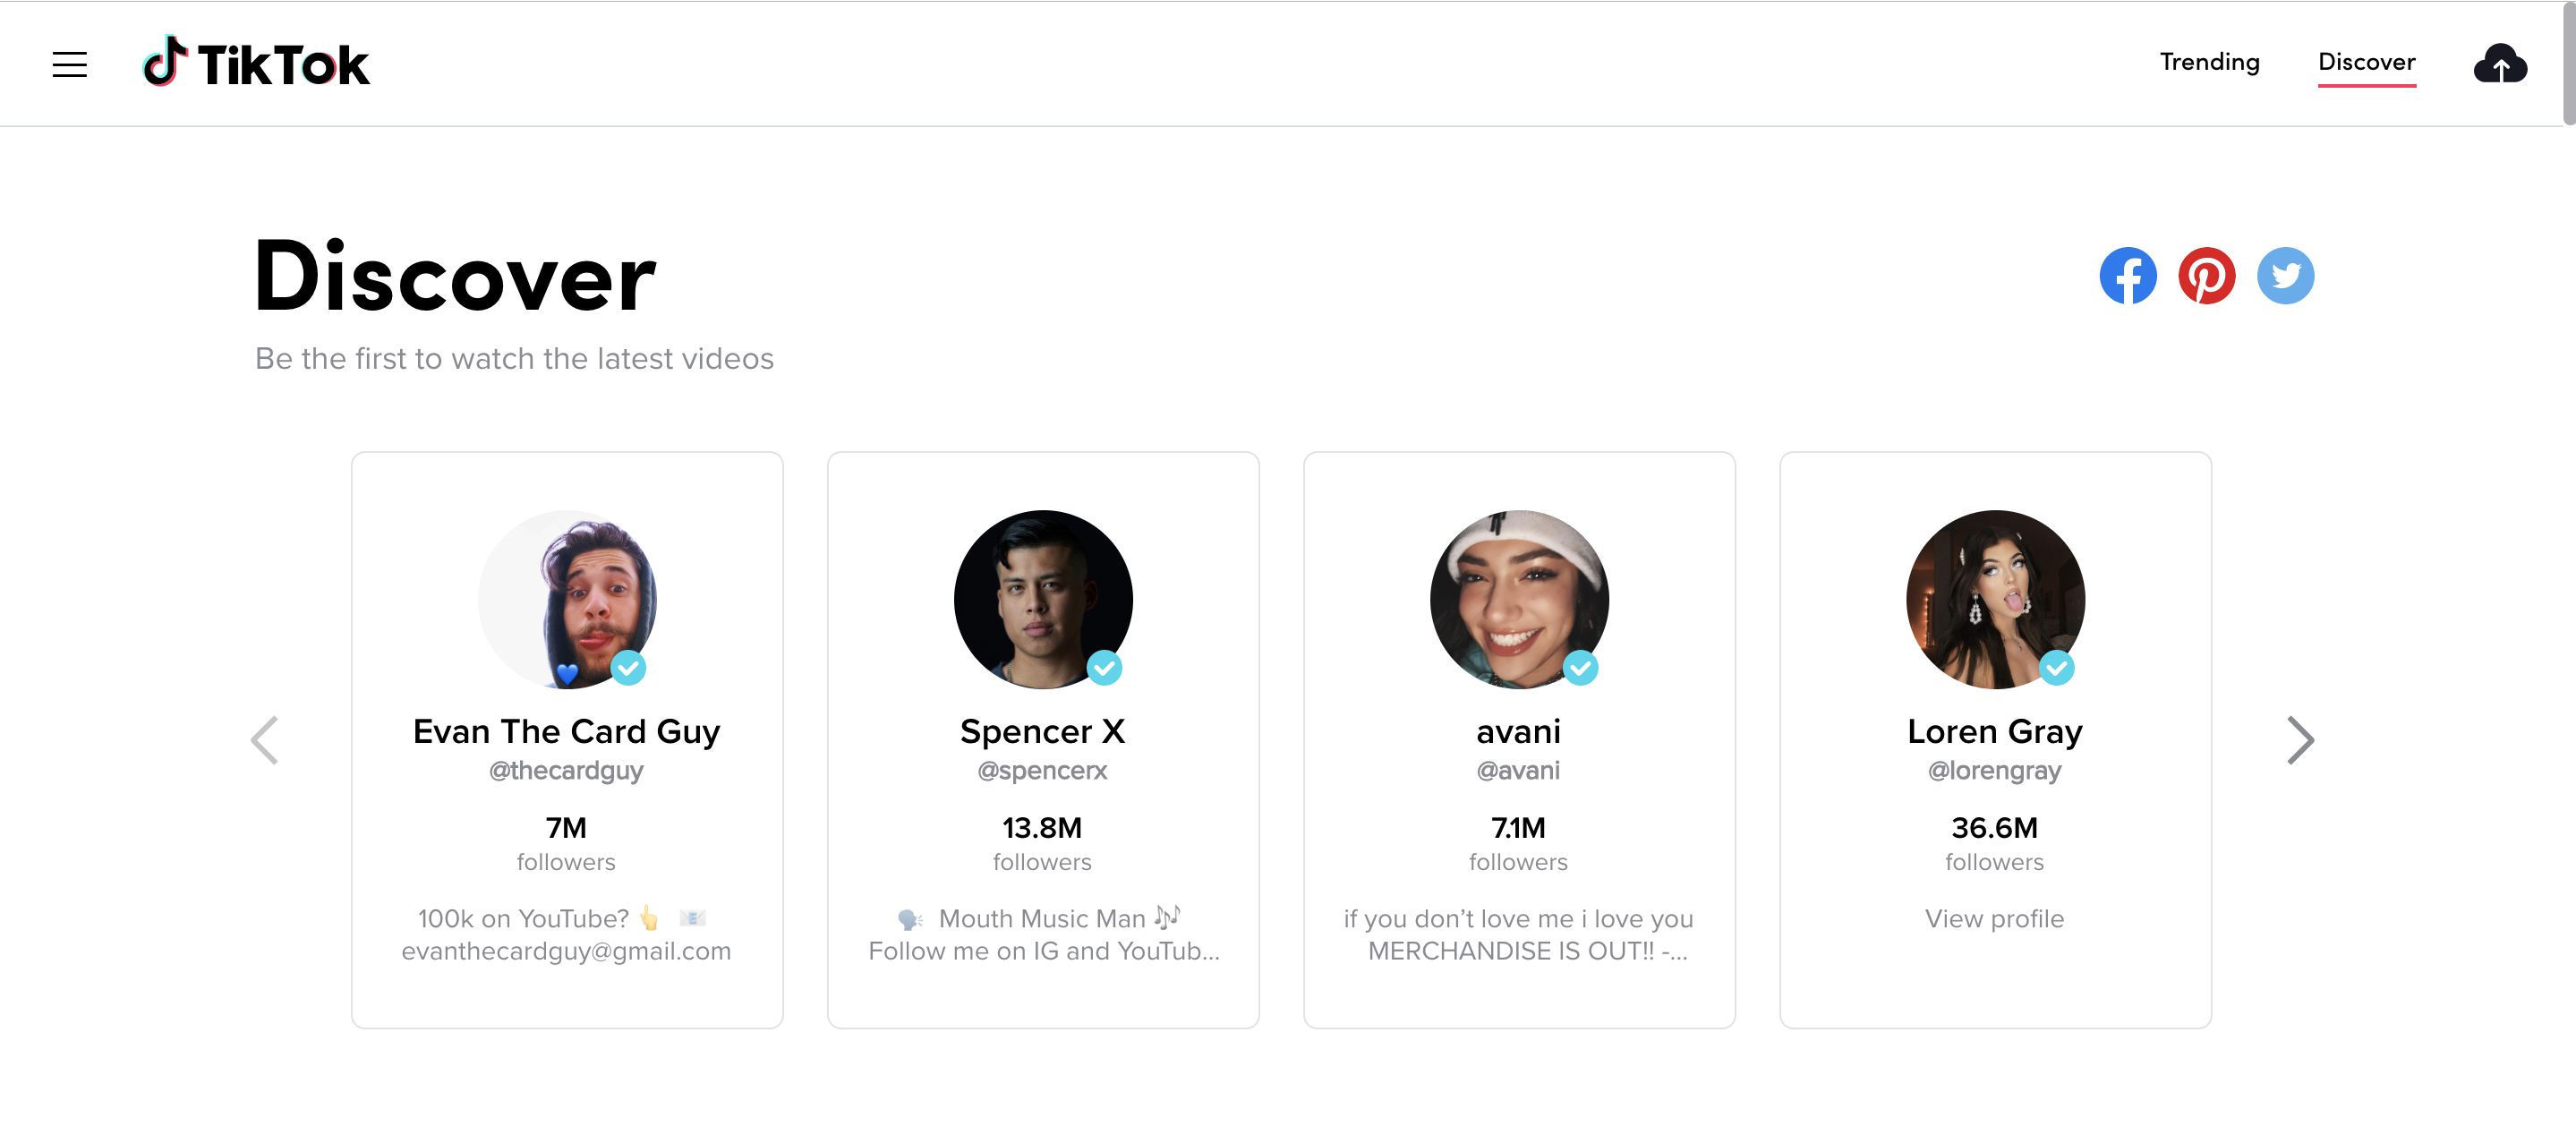 TikTok
Trending
Discover
Discover
Be the first to watch the latest videos
Evan The Card Guy
@thecardguy
7M
followers
100k on YouTube? 👆 📧
evanthecardguy@gmail.com
Spencer X
@spencerx
13.8M
followers
🗣 Mouth Music Man 🎶
Follow me on IG and YouTub...
avani
@avani
7.1M
followers
if you don’t love me i love you
MERCHANDISE IS OUT!! -...
Loren Gray
@lorengray
36.6M
followers
View profile